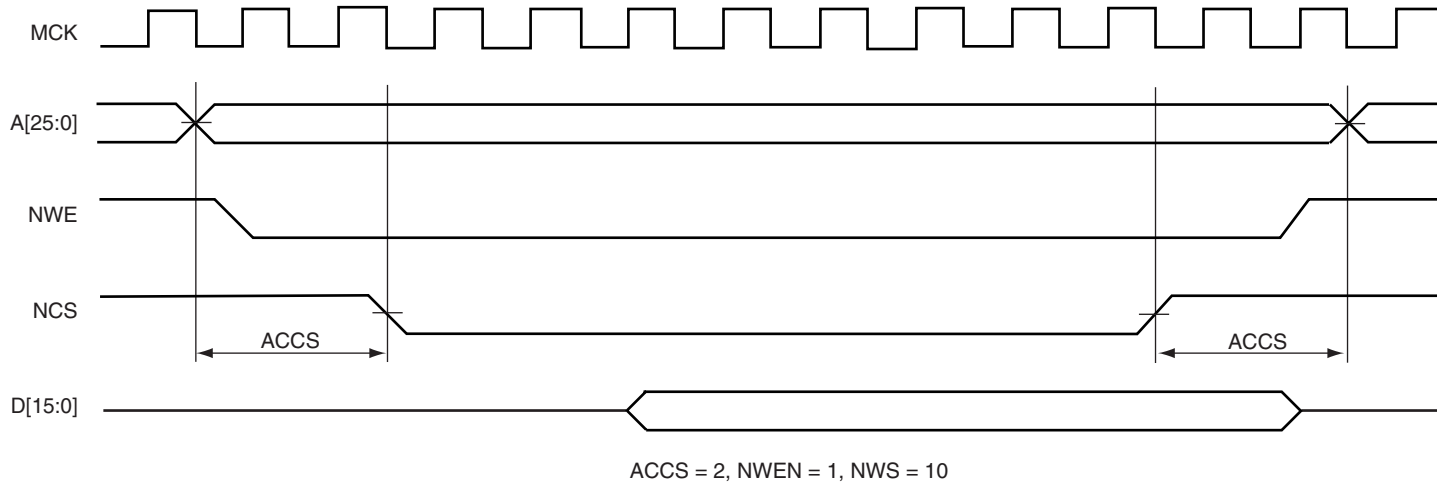 MCK
A[25:0]
NWE
NCS
ACCS
ACCS
D[15:0]
ACCS = 2, NWEN = 1, NWS = 10